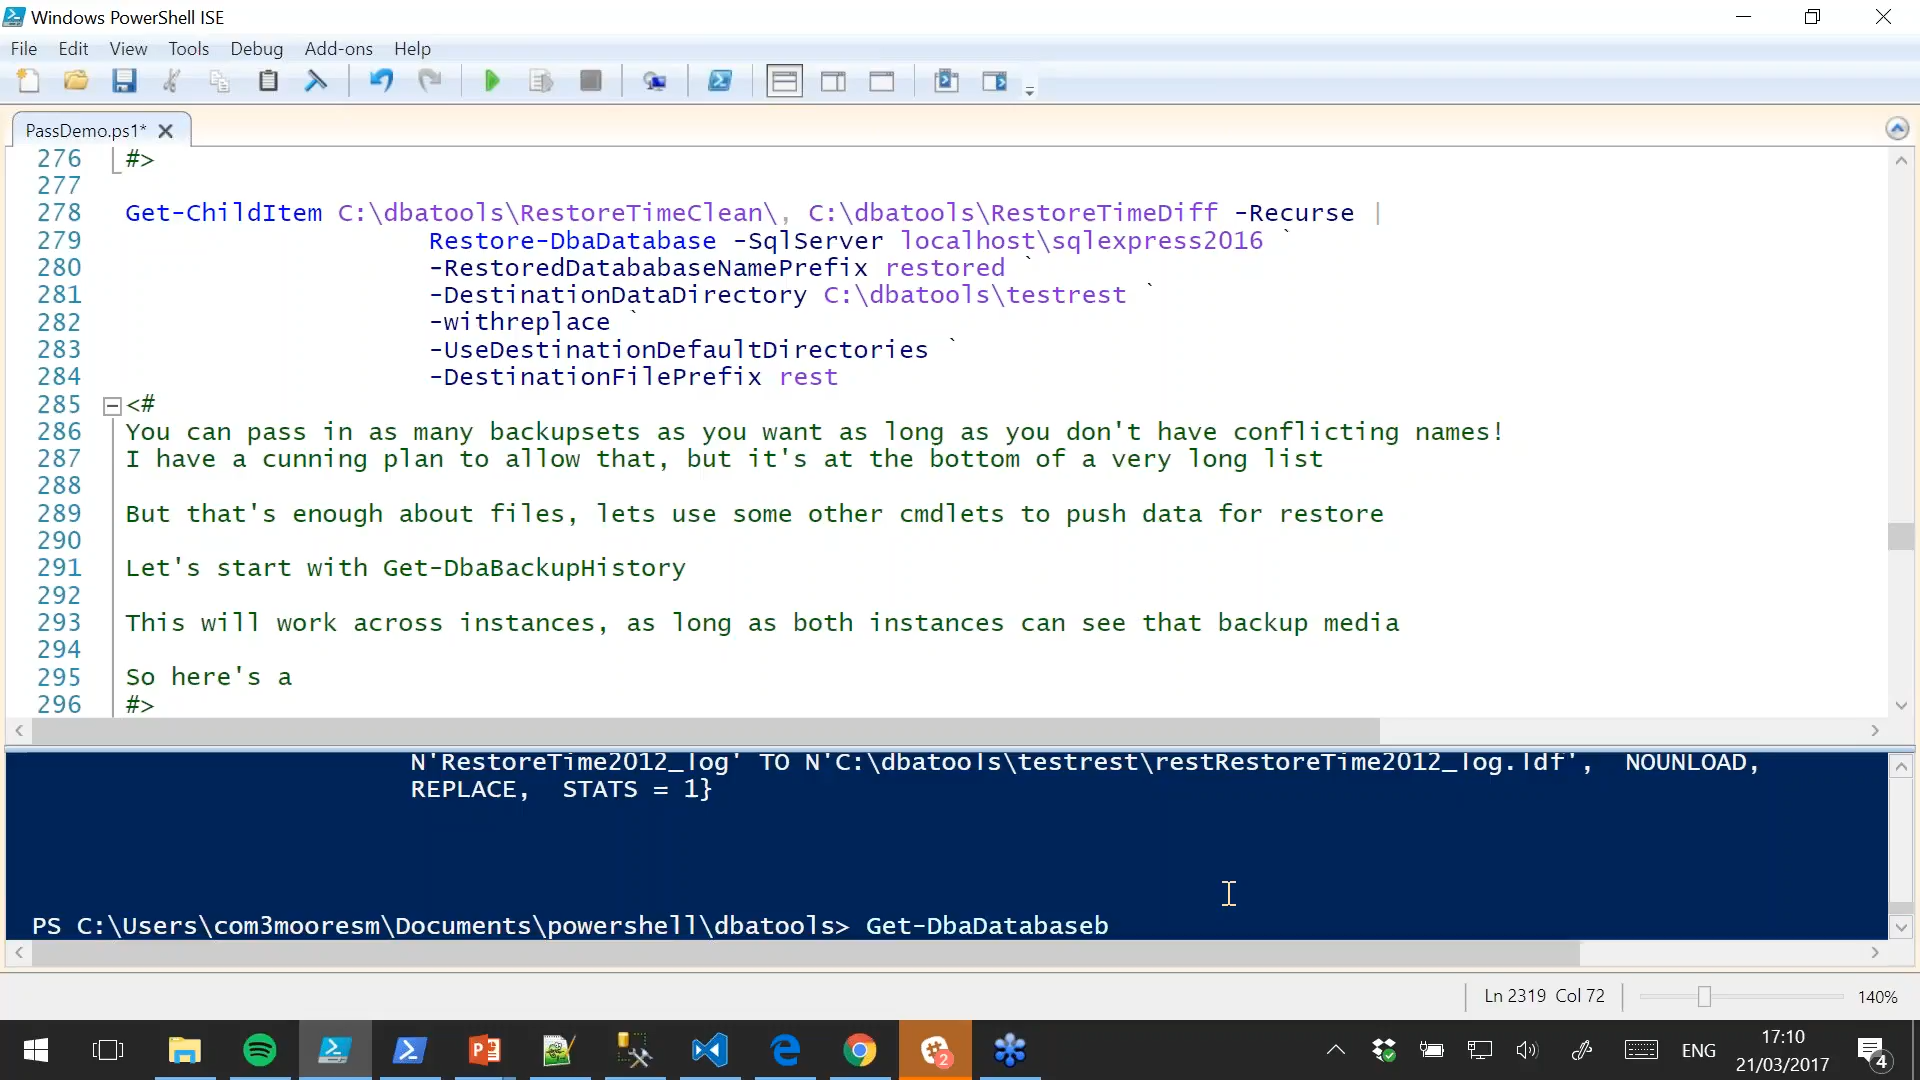 Windows PowerShell ISE
File Edit View Tools Debug Add-ons Help
PassDemo.ps1*
276 #>
277
278 Get-ChildItem C:\dbatools\RestoreTimeClean\, C:\dbatools\RestoreTimeDiff -Recurse |
279 Restore-DbaDatabase -SqlServer localhost\sqlexpress2016 `
280 -RestoredDatababaseNamePrefix restored `
281 -DestinationDataDirectory C:\dbatools\testrest `
282 -withreplace `
283 -UseDestinationDefaultDirectories `
284 -DestinationFilePrefix rest
285 <#
286 You can pass in as many backupsets as you want as long as you don't have conflicting names!
287 I have a cunning plan to allow that, but it's at the bottom of a very long list
288
289 But that's enough about files, lets use some other cmdlets to push data for restore
290
291 Let's start with Get-DbaBackupHistory
292
293 This will work across instances, as long as both instances can see that backup media
294
295 So here's a
296 #>
N'RestoreTime2012_log' TO N'C:\dbatools\testrest\restRestoreTime2012_log.ldf', NOUNLOAD,
REPLACE, STATS = 1}
PS C:\Users\com3mooresm\Documents\powershell\dbatools> Get-DbaDatabaseb
Ln 2319 Col 72 140%
2 ENG 17:10
21/03/2017 4